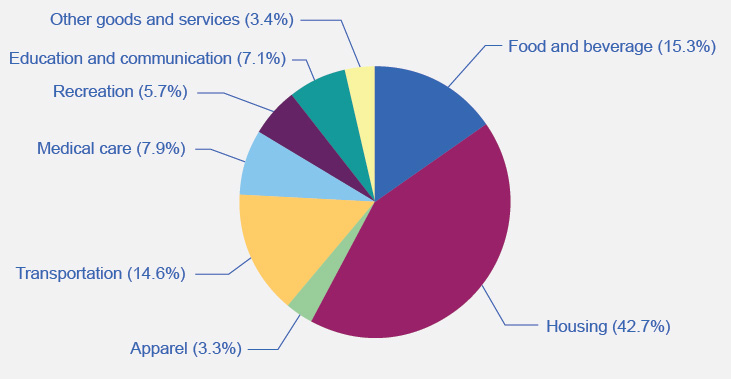 Other goods and services (3.4%)
Food and beverage (15.3%)
Education and communication (7.1%)
Recreation (5.7%)
Medical care (7.9%)
Transportation (14.6%)
Housing (42.7%)
Apparel (3.3%)